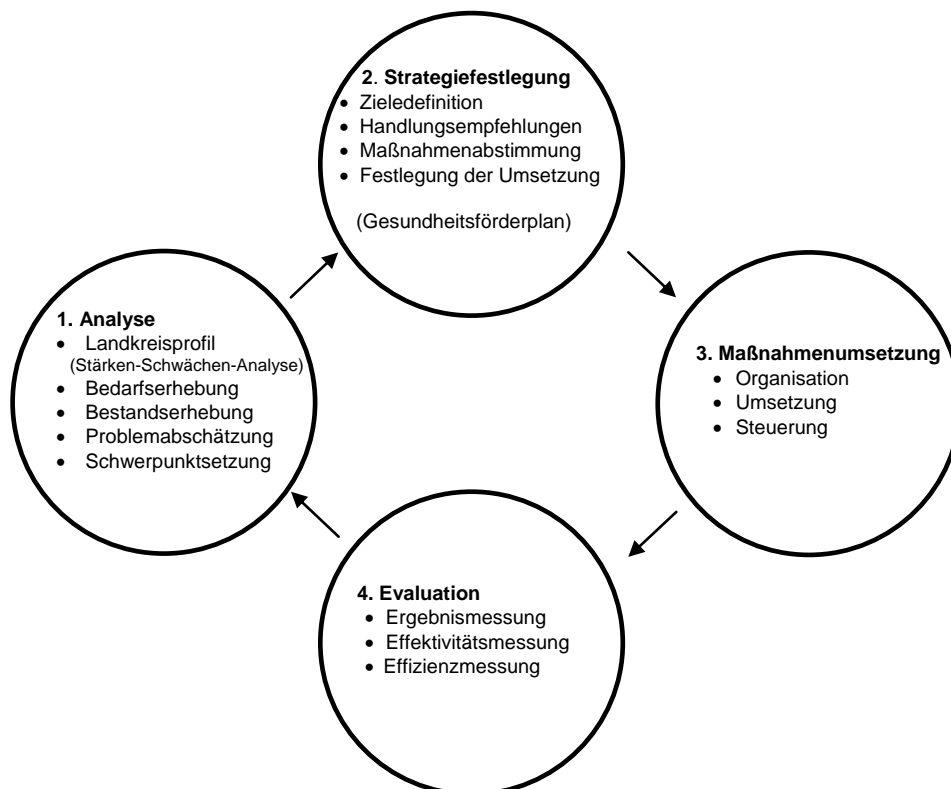 1. Analyse
• Landkreisprofil
(Stärken-Schwächen-Analyse)
• Bedarfserhebung
• Bestandserhebung
• Problemabschätzung
• Schwerpunktsetzung
2. Strategiefestlegung
• Zieledefinition
• Handlungsempfehlungen
• Maßnahmenabstimmung
• Festlegung der Umsetzung
(Gesundheitsförderplan)
3. Maßnahmenumsetzung
• Organisation
• Umsetzung
• Steuerung
4. Evaluation
• Ergebnismessung
• Effektivitätsmessung
• Effizienzmessung